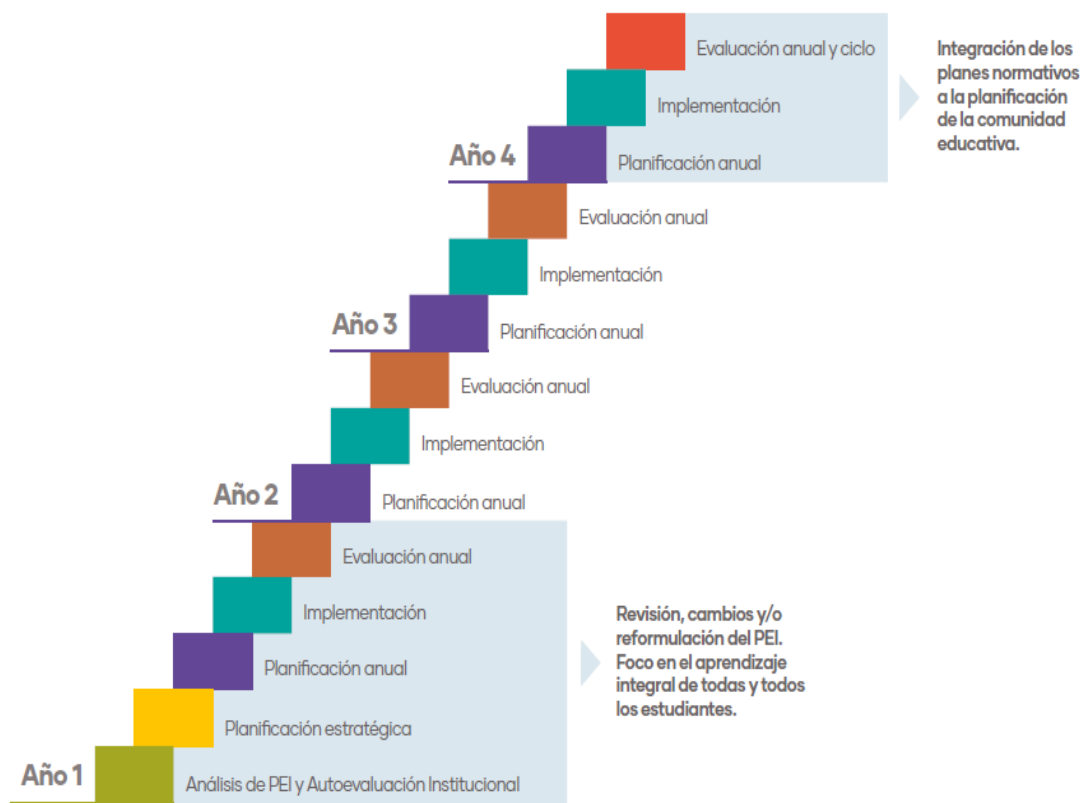 Evaluación anual y ciclo
Implementación
Año 4
Planificación anual
Integración de los
planes normativos
a la planificación
de la comunidad
educativa.
Evaluación anual
Implementación
Año 3
Planificación anual
Evaluación anual
Implementación
Año 2
Planificación anual
Evaluación anual
Implementación
Planificación anual
Planificación estratégica
Año 1
Análisis de PEI y Autoevaluación Institucional
Revisión, cambios y/o
reformulación del PEI.
Foco en el aprendizaje
integral de todas y todos
los estudiantes.